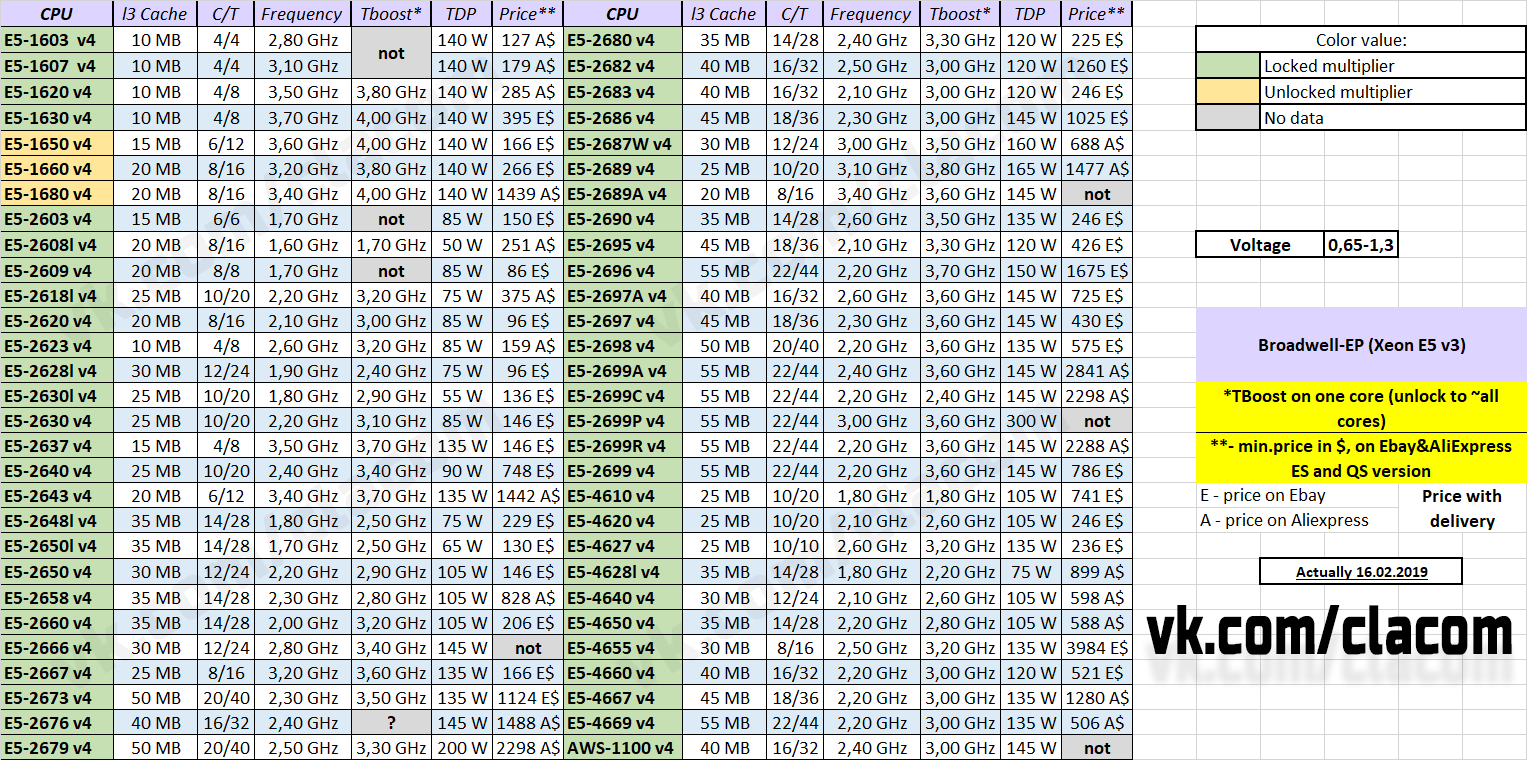 CPU l3 Cache C/T Frequency Tboost* TDP Price** CPU l3 Cache C/T Frequency Tboost* TDP Price**
E5-1603 v4 10 MB 4/4 2,80 GHz not 140 W 127 A$ E5-2680 v4 35 MB 14/28 2,40 GHz 3,30 GHz 120 W 225 E$
E5-1607 v4 10 MB 4/4 3,10 GHz 140 W 179 A$ E5-2682 v4 40 MB 16/32 2,50 GHz 3,00 GHz 120 W 1260 E$
E5-1620 v4 10 MB 4/8 3,50 GHz 3,80 GHz 140 W 285 A$ E5-2683 v4 40 MB 16/32 2,10 GHz 3,00 GHz 120 W 246 E$
E5-1630 v4 10 MB 4/8 3,70 GHz 4,00 GHz 140 W 395 E$ E5-2686 v4 45 MB 18/36 2,30 GHz 3,00 GHz 145 W 1025 E$
E5-1650 v4 15 MB 6/12 3,60 GHz 4,00 GHz 140 W 166 E$ E5-2687W v4 30 MB 12/24 3,00 GHz 3,50 GHz 160 W 688 A$
E5-1660 v4 20 MB 8/16 3,20 GHz 3,80 GHz 140 W 266 E$ E5-2689 v4 25 MB 10/20 3,10 GHz 3,80 GHz 165 W 1477 A$
E5-1680 v4 20 MB 8/16 3,40 GHz 4,00 GHz 140 W 1439 A$ E5-2689A v4 20 MB 8/16 3,40 GHz 3,60 GHz 145 W not
E5-2603 v4 15 MB 6/6 1,70 GHz not 85 W 150 E$ E5-2690 v4 35 MB 14/28 2,60 GHz 3,50 GHz 135 W 246 E$
E5-2608l v4 20 MB 8/16 1,60 GHz 1,70 GHz 50 W 251 A$ E5-2695 v4 45 MB 18/36 2,10 GHz 3,30 GHz 120 W 426 E$
E5-2609 v4 20 MB 8/8 1,70 GHz not 85 W 86 E$ E5-2696 v4 55 MB 22/44 2,20 GHz 3,70 GHz 150 W 1675 E$
E5-2618l v4 25 MB 10/20 2,20 GHz 3,20 GHz 75 W 375 A$ E5-2697A v4 40 MB 16/32 2,60 GHz 3,60 GHz 145 W 725 E$
E5-2620 v4 20 MB 8/16 2,10 GHz 3,00 GHz 85 W 96 E$ E5-2697 v4 45 MB 18/36 2,30 GHz 3,60 GHz 145 W 430 E$
E5-2623 v4 10 MB 4/8 2,60 GHz 3,20 GHz 85 W 159 A$ E5-2698 v4 50 MB 20/40 2,20 GHz 3,60 GHz 135 W 575 E$
E5-2628l v4 30 MB 12/24 1,90 GHz 2,40 GHz 75 W 96 E$ E5-2699A v4 55 MB 22/44 2,40 GHz 3,60 GHz 145 W 2841 A$
E5-2630l v4 25 MB 10/20 1,80 GHz 2,90 GHz 55 W 136 E$ E5-2699C v4 55 MB 22/44 2,20 GHz 3,60 GHz 145 W 2298 A$
E5-2630 v4 25 MB 10/20 2,20 GHz 3,10 GHz 85 W 146 E$ E5-2699P v4 55 MB 22/44 3,00 GHz 3,60 GHz 300 W not
E5-2637 v4 15 MB 4/8 3,50 GHz 3,70 GHz 135 W 146 E$ E5-2699R v4 55 MB 22/44 2,20 GHz 3,60 GHz 145 W 2288 A$
E5-2640 v4 25 MB 10/20 2,40 GHz 3,40 GHz 90 W 748 E$ E5-2699 v4 55 MB 22/44 2,20 GHz 3,60 GHz 145 W 786 E$
E5-2643 v4 20 MB 6/12 3,40 GHz 3,70 GHz 135 W 1442 A$ E5-4610 v4 25 MB 10/20 1,80 GHz 1,80 GHz 105 W 741 E$
E5-2648l v4 35 MB 14/28 1,80 GHz 2,50 GHz 75 W 229 E$ E5-4620 v4 25 MB 10/20 2,10 GHz 2,60 GHz 105 W 246 E$
E5-2650l v4 35 MB 14/28 1,70 GHz 2,50 GHz 65 W 130 E$ E5-4627 v4 25 MB 10/10 2,60 GHz 3,20 GHz 135 W 236 E$
E5-2650 v4 30 MB 12/24 2,20 GHz 2,90 GHz 105 W 146 E$ E5-4628l v4 35 MB 14/28 1,80 GHz 2,20 GHz 75 W 899 A$
E5-2658 v4 35 MB 14/28 2,30 GHz 2,80 GHz 105 W 828 A$ E5-4640 v4 30 MB 12/24 2,10 GHz 2,60 GHz 105 W 598 A$
E5-2660 v4 35 MB 14/28 2,00 GHz 3,20 GHz 105 W 206 E$ E5-4650 v4 35 MB 14/28 2,20 GHz 2,80 GHz 105 W 588 A$
E5-2666 v4 30 MB 12/24 2,80 GHz 3,40 GHz 145 W not E5-4655 v4 30 MB 8/16 2,50 GHz 3,20 GHz 135 W 3984 E$
E5-2667 v4 25 MB 8/16 3,20 GHz 3,60 GHz 135 W 166 E$ E5-4660 v4 40 MB 16/32 2,20 GHz 3,00 GHz 120 W 521 E$
E5-2673 v4 50 MB 20/40 2,30 GHz 3,50 GHz 135 W 1124 E$ E5-4667 v4 45 MB 18/36 2,20 GHz 3,00 GHz 135 W 1280 A$
E5-2676 v4 40 MB 16/32 2,40 GHz ? 145 W 1488 A$ E5-4669 v4 55 MB 22/44 2,20 GHz 3,00 GHz 135 W 506 A$
E5-2679 v4 50 MB 20/40 2,50 GHz 3,30 GHz 200 W 2298 A$ AWS-1100 v4 40 MB 16/32 2,40 GHz 3,00 GHz 145 W not
Color value:
Locked multiplier
Unlocked multiplier
No data
Voltage 0,65-1,3
Broadwell-EP (Xeon E5 v3)
*TBoost on one core (unlock to ~all
cores)
**- min.price in $, on Ebay&AliExpress
ES and QS version
E - price on Ebay
A - price on Aliexpress
Price with
delivery
Actually 16.02.2019
vk.com/clacom